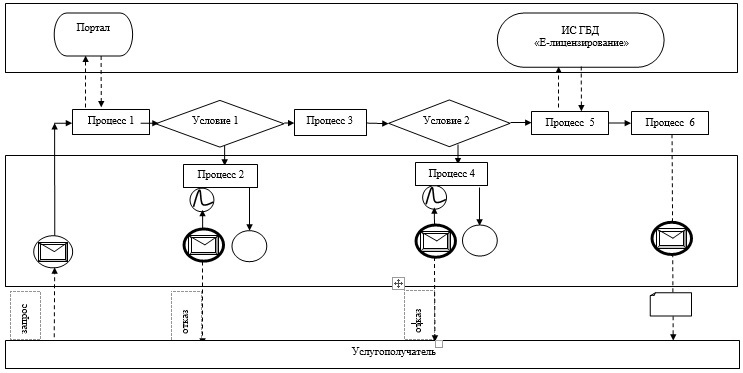 Портал
ИС ГБД
«Е-лицензирование»
Процесс 1
Условие 1
Процесс 3
Условие 2
Процесс 5
Процесс 6
Процесс 2
Процесс 4
запрос
отказ
отказ
Услугополучатель